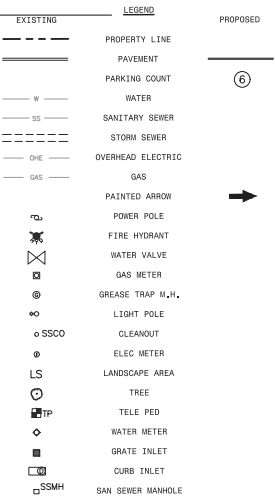 LEGEND
EXISTING PROPOSED
PROPERTY LINE
PAVEMENT
PARKING COUNT 6
W WATER
SS SANITARY SEWER
STORM SEWER
OHE OVERHEAD ELECTRIC
GAS GAS
PAINTED ARROW
POWER POLE
FIRE HYDRANT
WATER VALVE
G GAS METER
G GREASE TRAP M.H.
LIGHT POLE
SSCO CLEANOUT
ELEC METER
LS LANDSCAPE AREA
TREE
TP TELE PED
WATER METER
GRATE INLET
CURB INLET
SSMH SAN SEWER MANHOLE